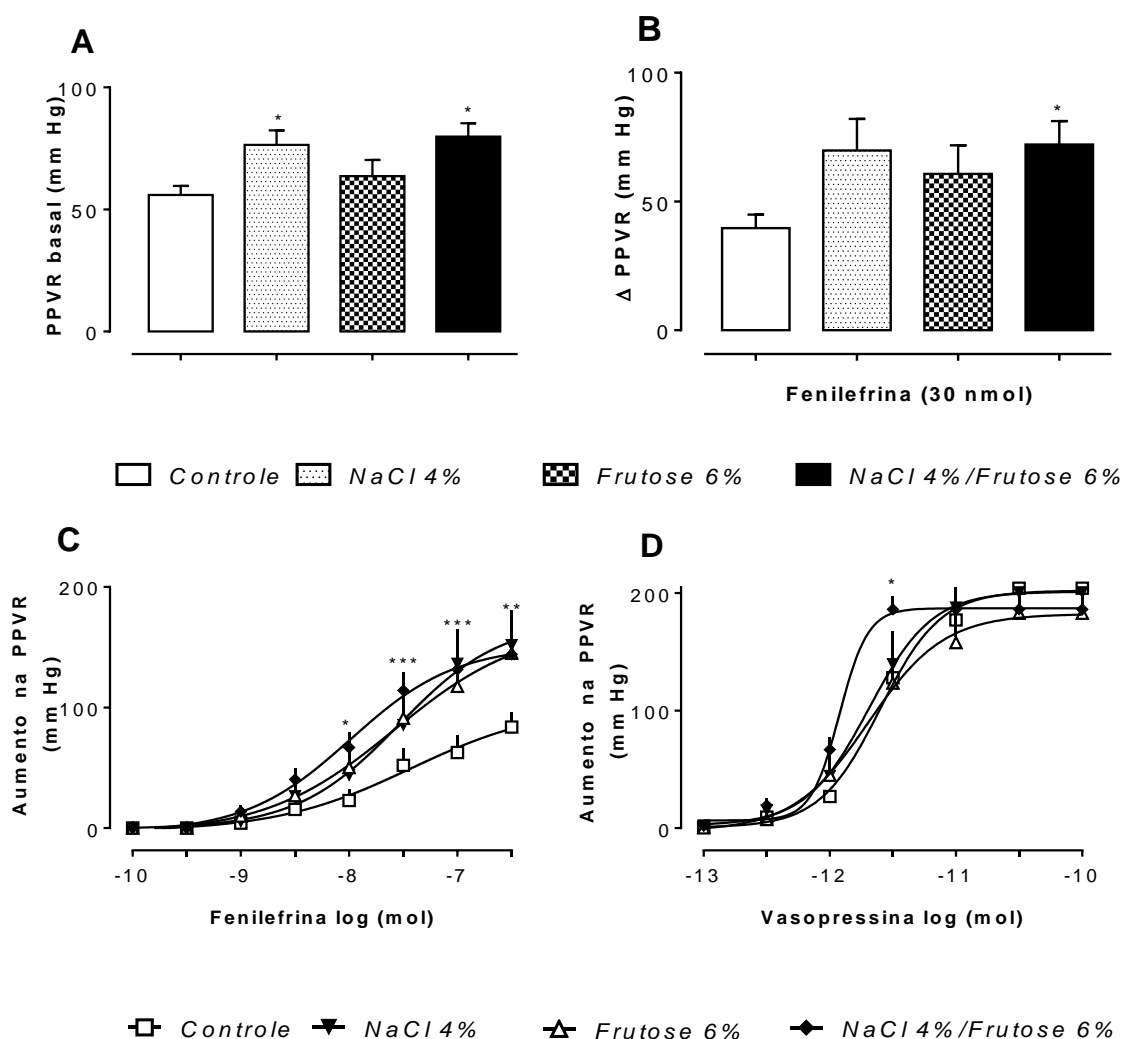 A
PPVR basal (mm Hg)
100
50
0
*
*
B
Δ PPVR (mm Hg)
100
50
0
*
Fenilefrina (30 nmol)
Controle
NaCl 4%
Frutose 6%
NaCl 4%/Frutose 6%
C
Aumento na PPVR
(mm Hg)
200
100
0
*
***
***
**
-10
-9
-8
-7
Fenilefrina log (mol)
D
Aumento na PPVR
(mm Hg)
200
100
0
*
-13
-12
-11
-10
Vasopressina log (mol)
Controle
NaCl 4%
Frutose 6%
NaCl 4%/Frutose 6%